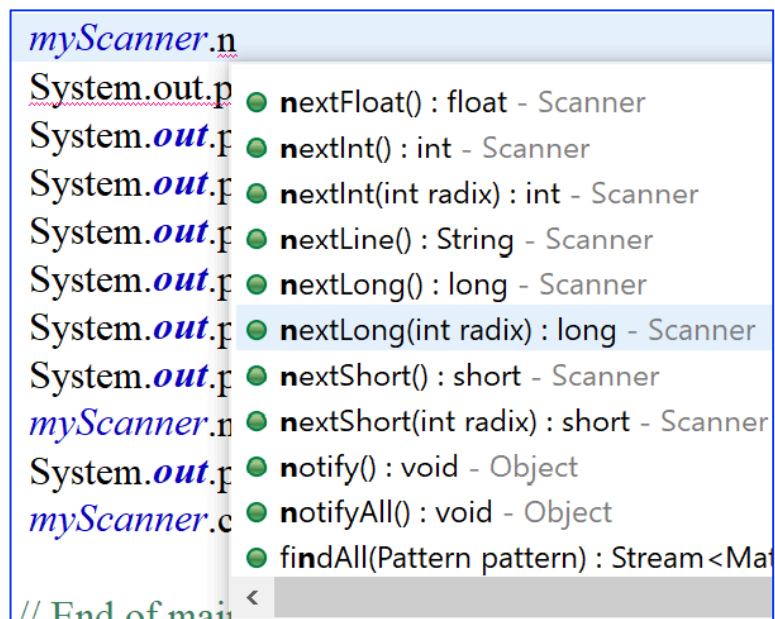 myScanner.n
System.out.p
nextFloat() : float - Scanner
System.out.p
nextInt() : int - Scanner
System.out.p
nextInt(int radix) : int - Scanner
System.out.p
nextLine() : String - Scanner
System.out.p
nextLong() : long - Scanner
System.out.p
nextLong(int radix) : long - Scanner
System.out.p
nextShort() : short - Scanner
myScanner.n
nextShort(int radix) : short - Scanner
System.out.p
notify() : void - Object
myScanner.c
notifyAll() : void - Object
findAll(Pattern pattern) : Stream<Mat
<
// End of mai